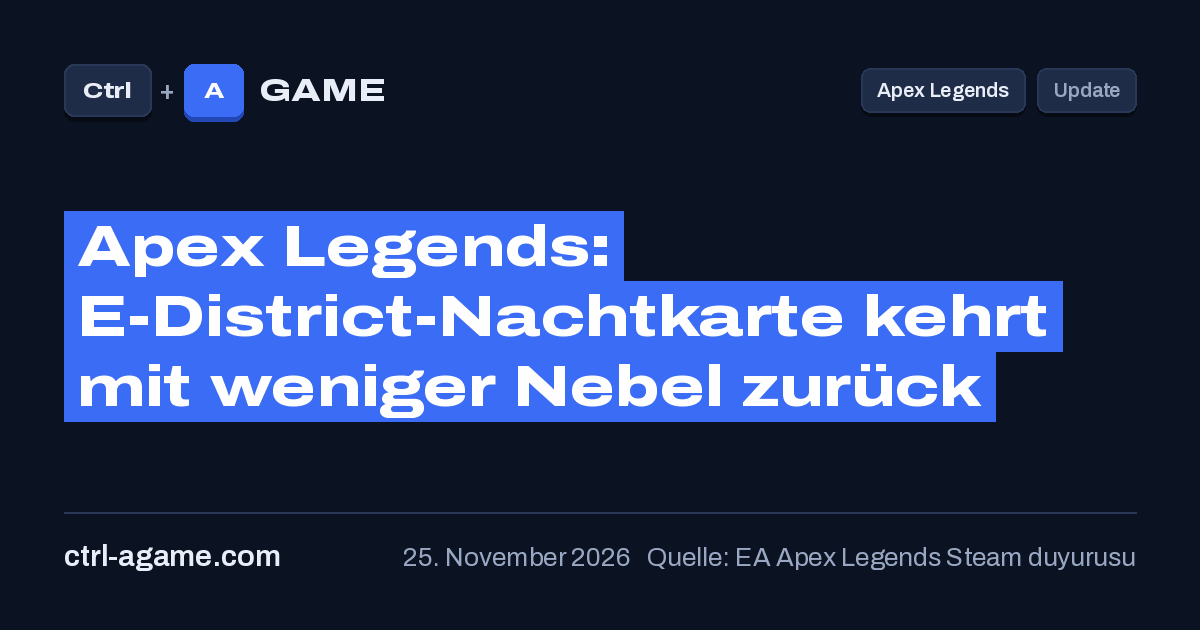 Ctrl + A GAME
Apex Legends Update
Apex Legends:
E-District-Nachtkarte kehrt
mit weniger Nebel zurück
ctrl-agame.com
25. November 2026 Quelle: EA Apex Legends Steam duyurusu